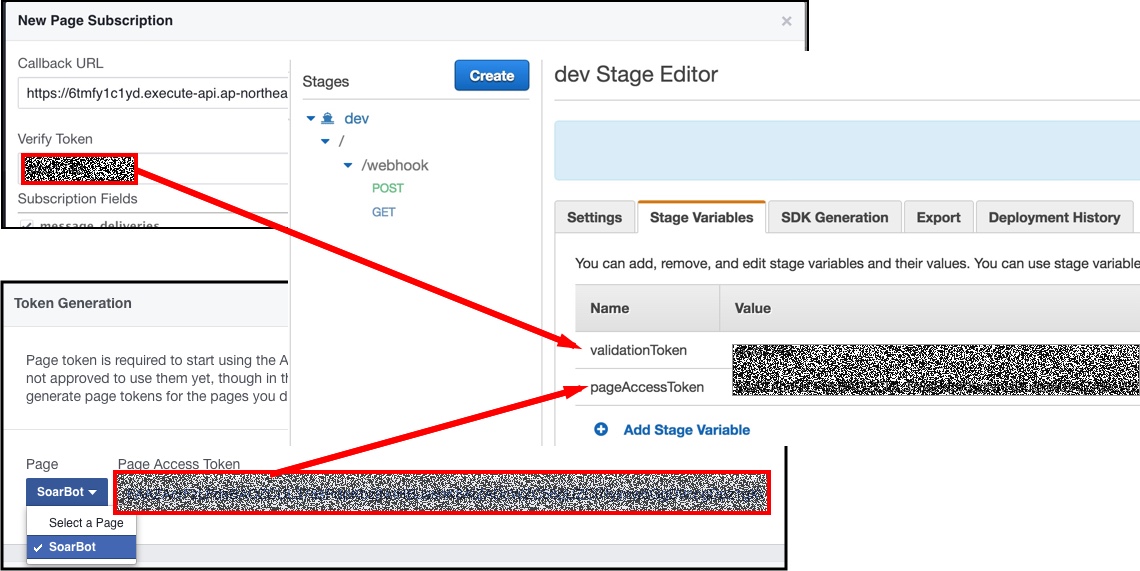 New Page Subscription
×
Callback URL
https://6tmfy1c1yd.execute-api.ap-northea
Verify Token
Subscription Fields
message_deliveries
Stages
Create
dev
/
/webhook
POST
GET
dev Stage Editor
Settings
Stage Variables
SDK Generation
Export
Deployment History
You can add, remove, and edit stage variables and their values. You can use stage variable
Name
Value
validationToken
pageAccessToken
Add Stage Variable
Token Generation
Page token is required to start using the A
not approved to use them yet, though in th
generate page tokens for the pages you d
Page
Page Access Token
SoarBot
Select a Page
SoarBot